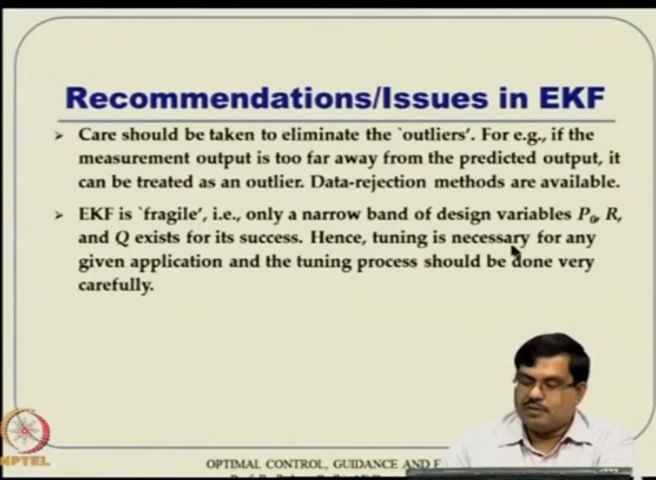 Recommendations/Issues in EKF
➢ Care should be taken to eliminate the `outliers'. For e.g., if the
measurement output is too far away from the predicted output, it
can be treated as an outlier. Data-rejection methods are available.
➢ EKF is `fragile', i.e., only a narrow band of design variables P₀, R,
and Q exists for its success. Hence, tuning is necessary for any
given application and the tuning process should be done very
carefully.
NPTEL
OPTIMAL CONTROL, GUIDANCE AND